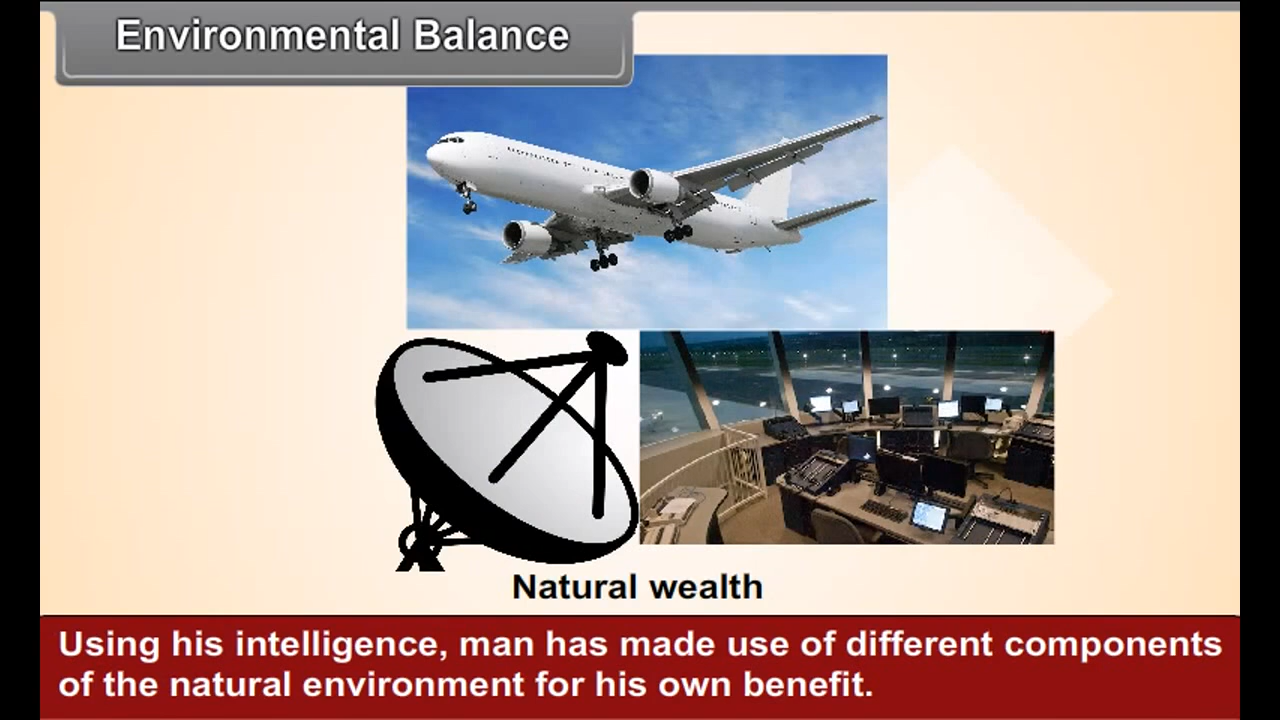 Environmental Balance
Natural wealth
Using his intelligence, man has made use of different components
of the natural environment for his own benefit.